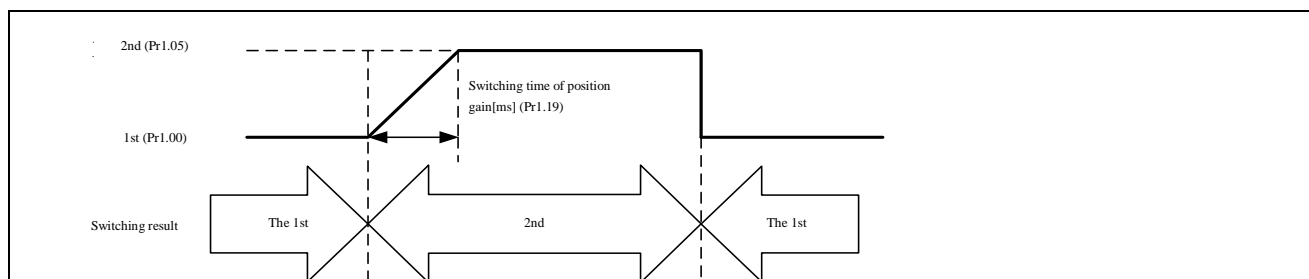 2nd (Pr1.05)
Switching time of position
gain[ms] (Pr1.19)
1st (Pr1.00)
Switching result
The 1st
2nd
The 1st